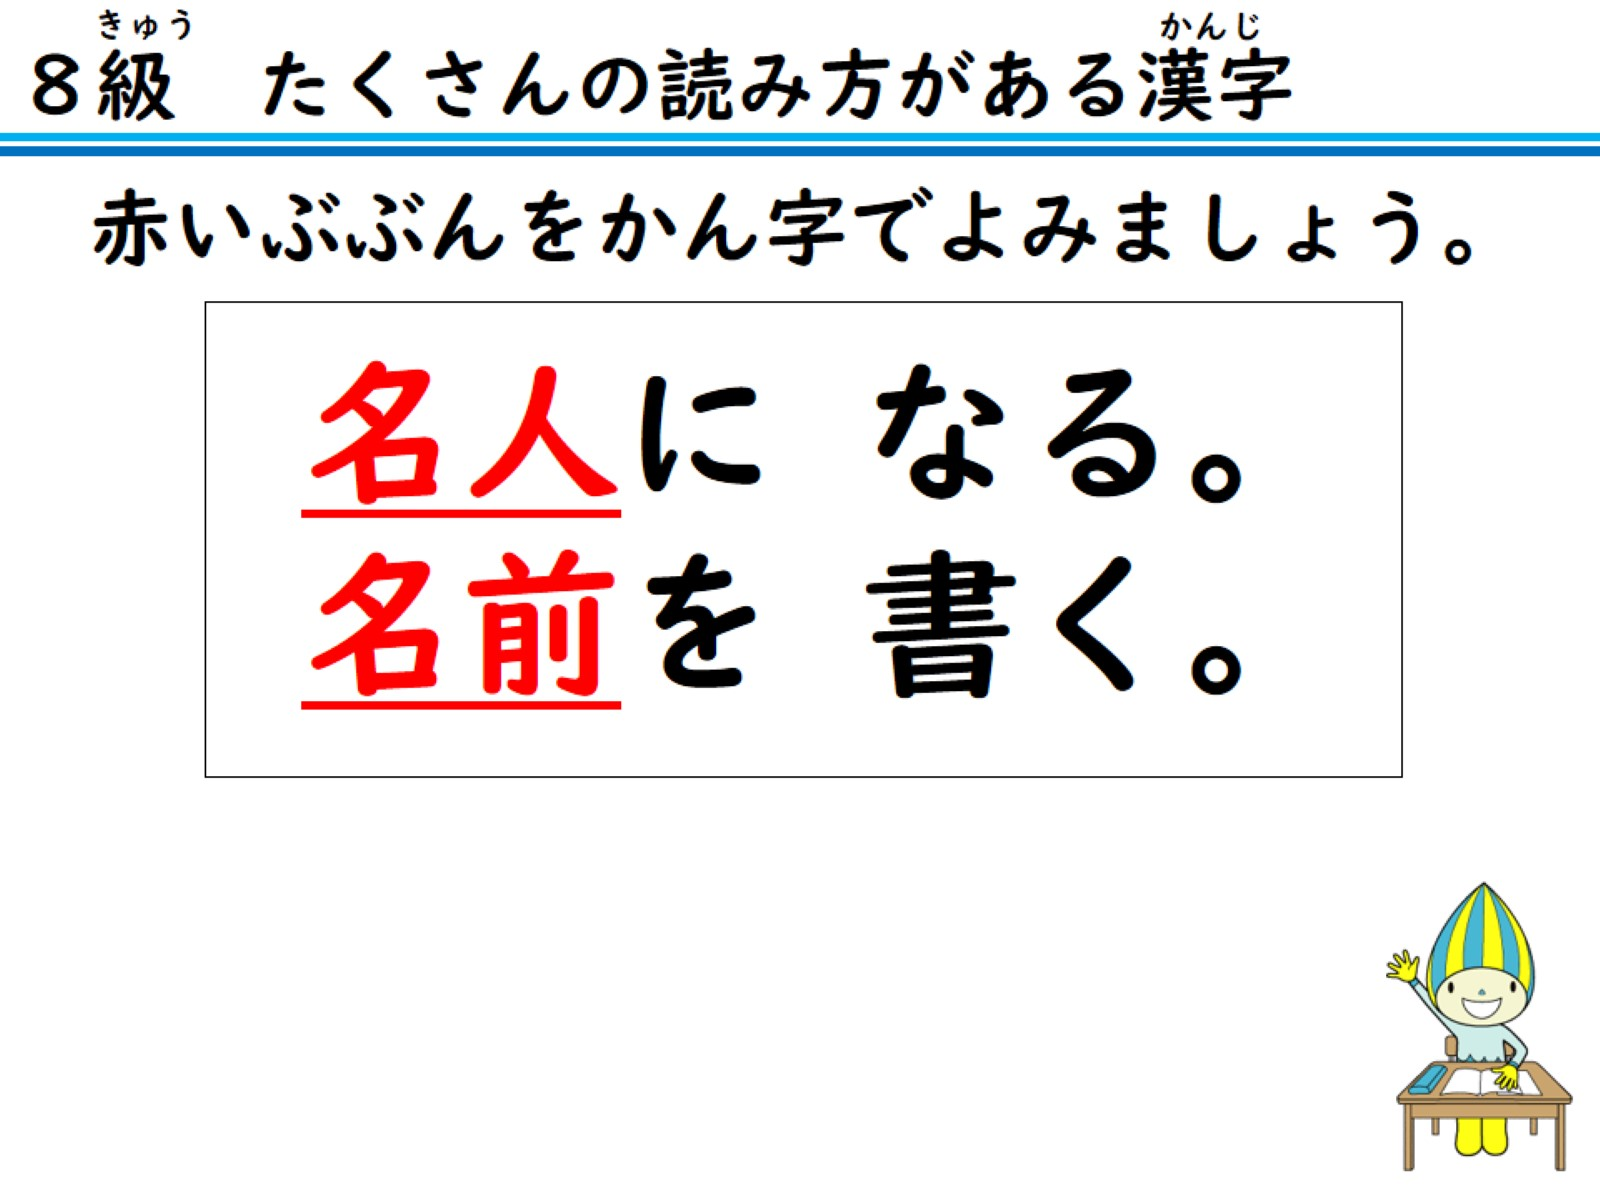 きゅう かんじ
８級　たくさんの読み方がある漢字
赤いぶぶんをかん字でよみましょう。
名人に　なる。
名前を　書く。